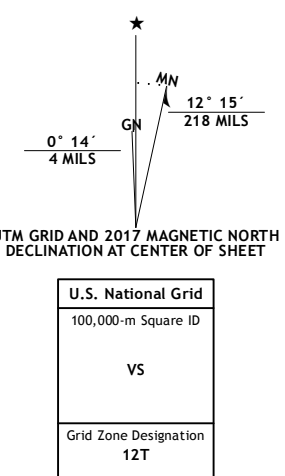 ★
MN
GN
12° 15´
218 MILS
0° 14´
4 MILS
UTM GRID AND 2017 MAGNETIC NORTH
DECLINATION AT CENTER OF SHEET
U.S. National Grid
100,000-m Square ID
VS
Grid Zone Designation
12T